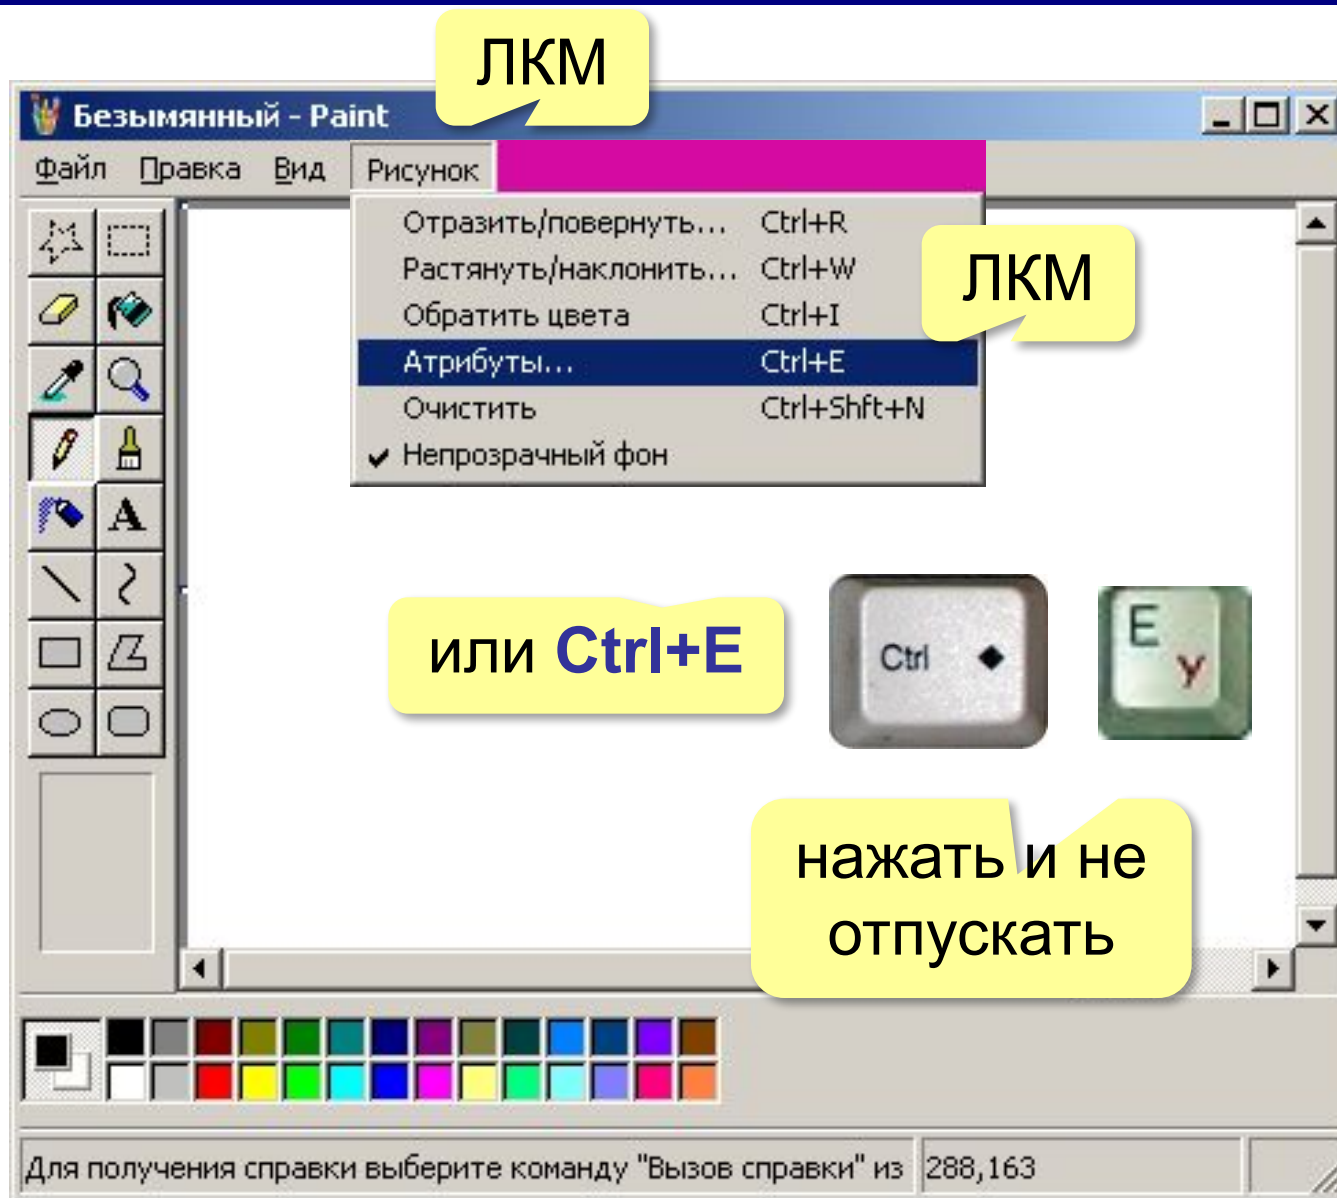 ЛКМ
Безымянный - Paint
Файл Правка Вид Рисунок
Отразить/повернуть... Ctrl+R
Растянуть/наклонить... Ctrl+W
ЛКМ
Обратить цвета Ctrl+I
Атрибуты... Ctrl+E
Очистить Ctrl+Shft+N
Непрозрачный фон
A
или Ctrl+E
Ctrl
E
У
нажать и не
отпускать
Для получения справки выберите команду "Вызов справки" из 288,163